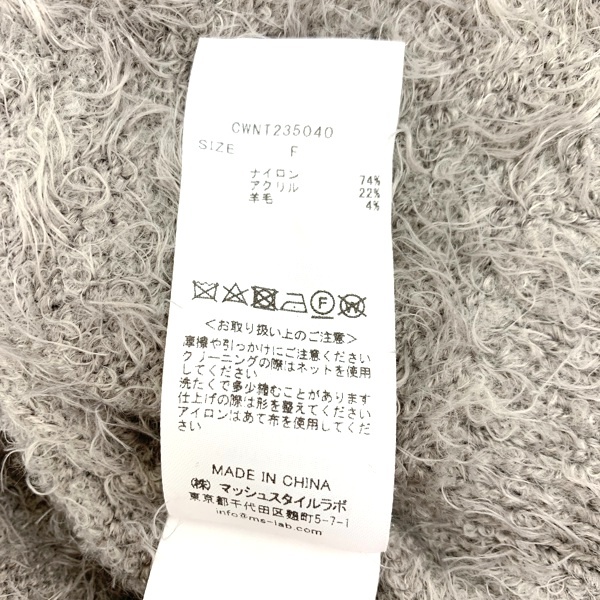 CWNT235040
SIZE F
ナイロン 74%
アクリル 22%
羊毛 4%
F W
<お取り扱い上のご注意>
摩擦や引っかけにご注意ください
クリーニングの際はネットを使用
してください
洗たくで多少縮むことがあります
仕上げの際は形を整えてください
アイロンはあて布を使用
してください
MADE IN CHINA
(株) マッシュスタイルラボ
東京都千代田区麹町5-7-1
info@ms-lab.com